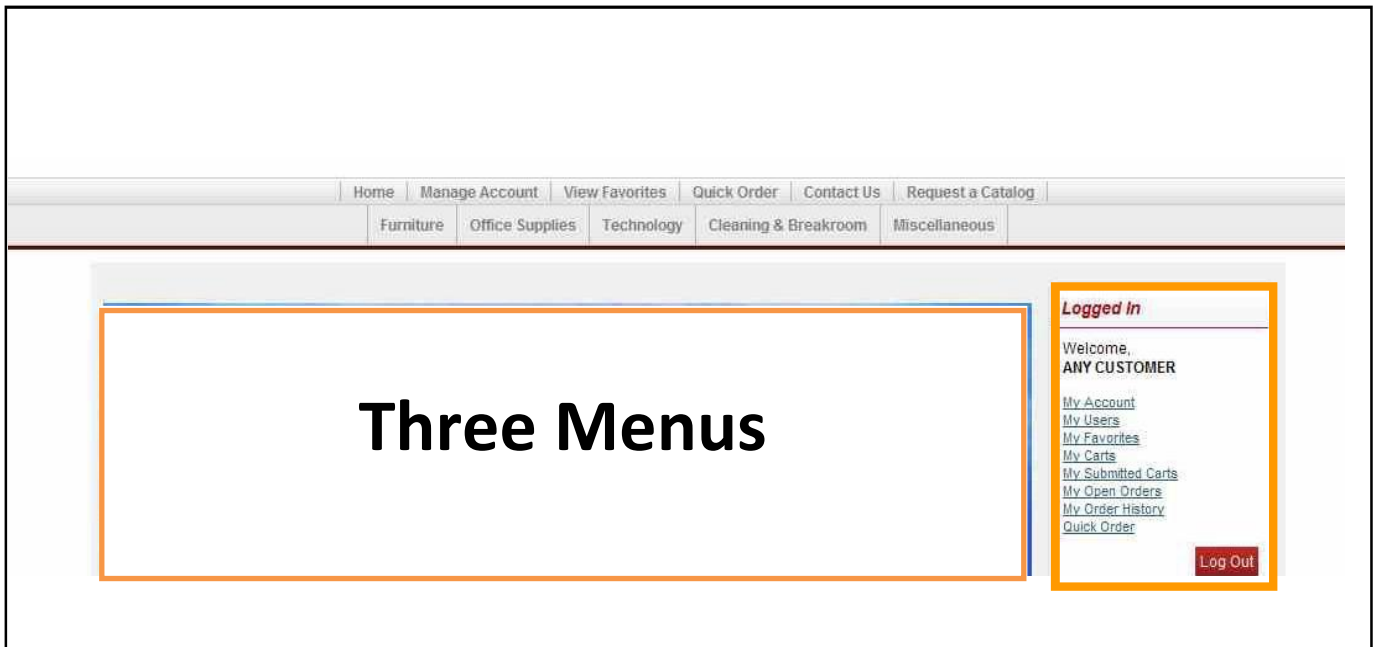 Home Manage Account View Favorites Quick Order Contact Us Request a Catalog
Furniture Office Supplies Technology Cleaning & Breakroom Miscellaneous
Three Menus
Logged In
Welcome,
ANY CUSTOMER
My Account
My Users
My Favorites
My Carts
My Submitted Carts
My Open Orders
My Order History
Quick Order
Log Out